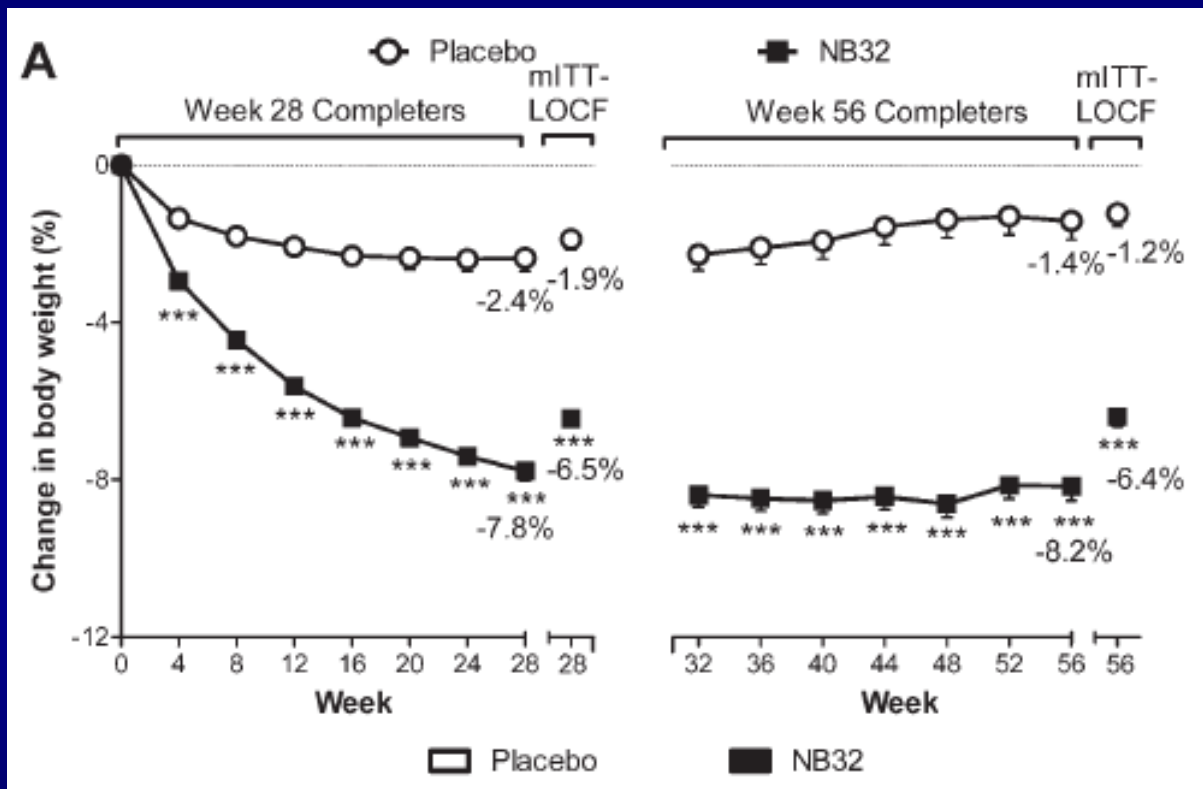 A
Placebo
NB32
Week 28 Completers
mITT-
LOCF
Week 56 Completers
mITT-
LOCF
Change in body weight (%)
0
-4
-8
-12
-2.4%
-1.9%
-1.4%
-1.2%
***
***
***
***
***
***
***
-7.8%
***
-6.5%
***
***
***
***
***
***
***
-8.2%
***
-6.4%
0 4 8 12 16 20 24 28 28
32 36 40 44 48 52 56 56
Week
Week
Placebo
NB32